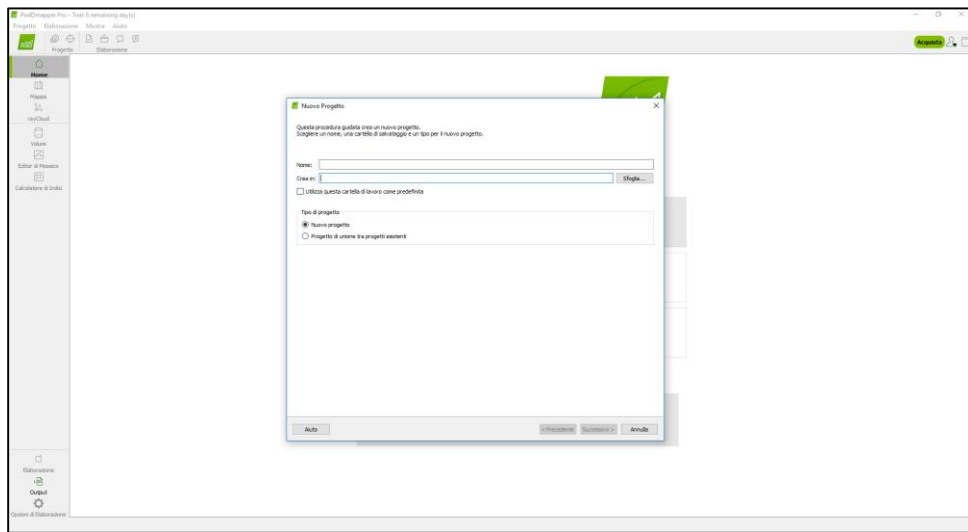 Pix4Dmapper Pro - Trial: 6 remaining day(s)
Progetto Elaborazione Mostra Aiuto
Progetto Elaborazione
Acquista
Home
Mappa
rayCloud
Volumi
Editor di Mosaico
Calcolatore di Indici
Elaborazione
Output
Opzioni di Elaborazione
Nuovo Progetto
Questa procedura guidata crea un nuovo progetto.
Scegliere un nome, una cartella di salvataggio e un tipo per il nuovo progetto.
Nome:
Crea in:
Sfoglia...
Utilizza questa cartella di lavoro come predefinita
Tipo di progetto
Nuovo progetto
Progetto di unione tra progetti esistenti
Aiuto
< Precedente Successivo > Annulla